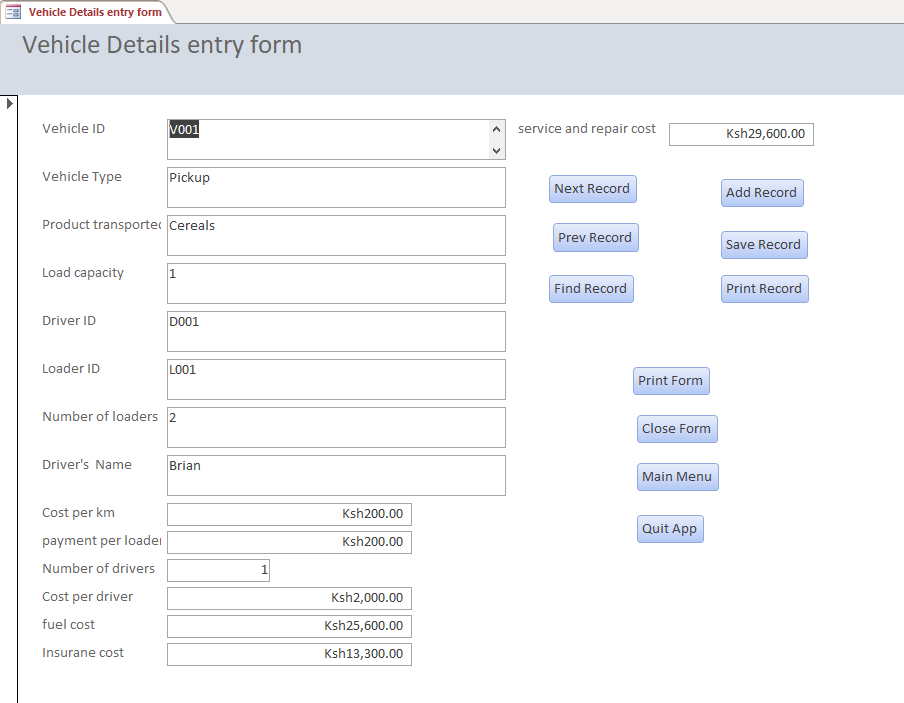 Vehicle Details entry form
Vehicle Details entry form
Vehicle ID V001 service and repair cost Ksh29,600.00
Vehicle Type Pickup Next Record Add Record
Product transported Cereals Prev Record Save Record
Load capacity 1 Find Record Print Record
Driver ID D001
Loader ID L001 Print Form
Number of loaders 2 Close Form
Driver's Name Brian Main Menu
Cost per km Ksh200.00 Quit App
payment per loader Ksh200.00
Number of drivers 1
Cost per driver Ksh2,000.00
fuel cost Ksh25,600.00
Insurane cost Ksh13,300.00